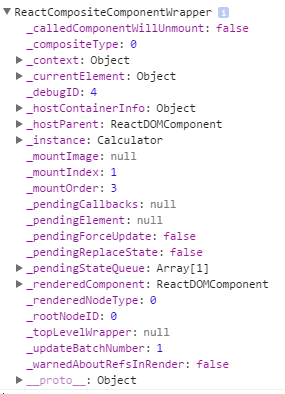 ReactCompositeComponentWrapper i
_calledComponentWillUnmount: false
_compositeType: 0
_context: Object
_currentElement: Object
_debugID: 4
_hostContainerInfo: Object
_hostParent: ReactDOMComponent
_instance: Calculator
_mountImage: null
_mountIndex: 1
_mountOrder: 3
_pendingCallbacks: null
_pendingElement: null
_pendingForceUpdate: false
_pendingReplaceState: false
_pendingStateQueue: Array[1]
_renderedComponent: ReactDOMComponent
_renderedNodeType: 0
_rootNodeID: 0
_topLevelWrapper: null
_updateBatchNumber: 1
_warnedAboutRefsInRender: false
__proto__: Object